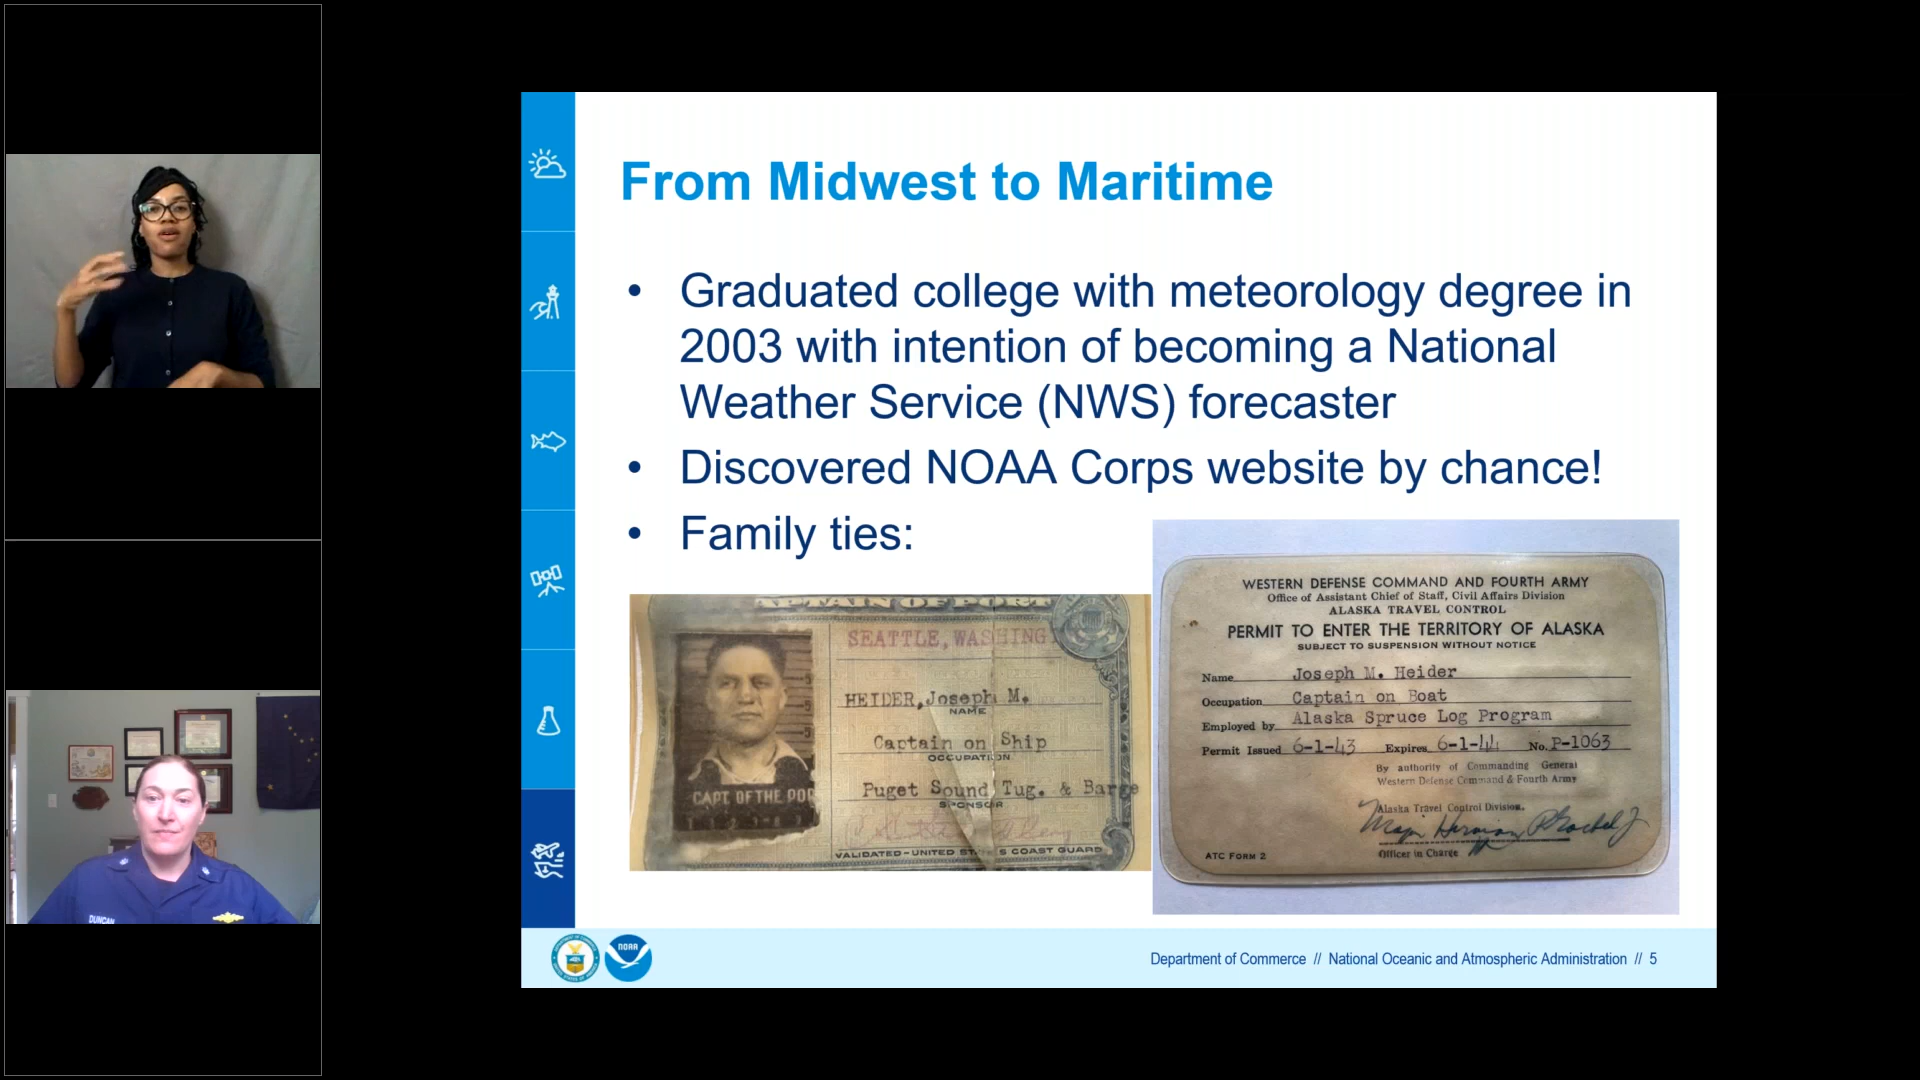 From Midwest to Maritime
• Graduated college with meteorology degree in
2003 with intention of becoming a National
Weather Service (NWS) forecaster
• Discovered NOAA Corps website by chance!
• Family ties:
APTAIN OF PORT
SEATTLE, WASHING
HEIDER, Joseph M.
NAME
Captain on Ship
OCCUPATION
Puget Sound Tug. & Barge
SPONSOR
VALIDATED-UNITED STATES COAST GUARD
CAPT OF THE POR
WESTERN DEFENSE COMMAND AND FOURTH ARMY
Office of Assistant Chief of Staff, Civil Affairs Division
ALASKA TRAVEL CONTROL
PERMIT TO ENTER THE TERRITORY OF ALASKA
SUBJECT TO SUSPENSION WITHOUT NOTICE
Name Joseph M. Heider
Occupation Captain on Boat
Employed by Alaska Spruce Log Program
Permit Issued 6-1-43 Expires 6-1-44 No. P-1063
By authority of Commanding General
Western Defense Command & Fourth Army
Alaska Travel Control Division.
Officer in Charge
ATC FORM 2
DUNCAN
NOAA
Department of Commerce // National Oceanic and Atmospheric Administration // 5